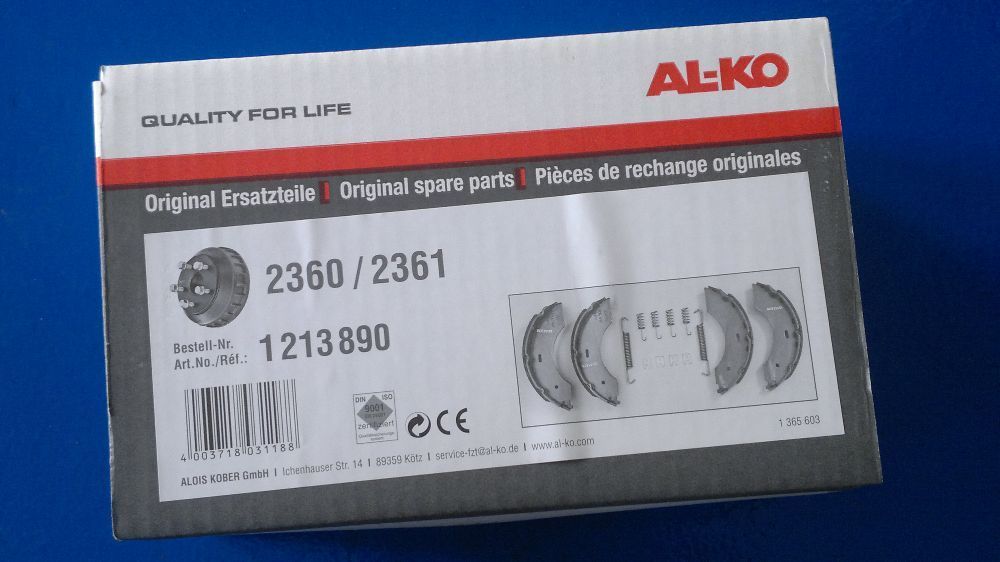 AL-KO
QUALITY FOR LIFE
Original Ersatzteile I Original spare parts I Pièces de rechange originales
2360 / 2361
Bestell-Nr.
Art.No./Réf.: 1 213 890
DIN ISO
9001
zertifiziert
4 003718 031188
1 365 603
ALOIS KOBER GmbH I Ichenhauser Str. 14 I 89359 Kötz I service-fzt@al-ko.de I www.al-ko.com